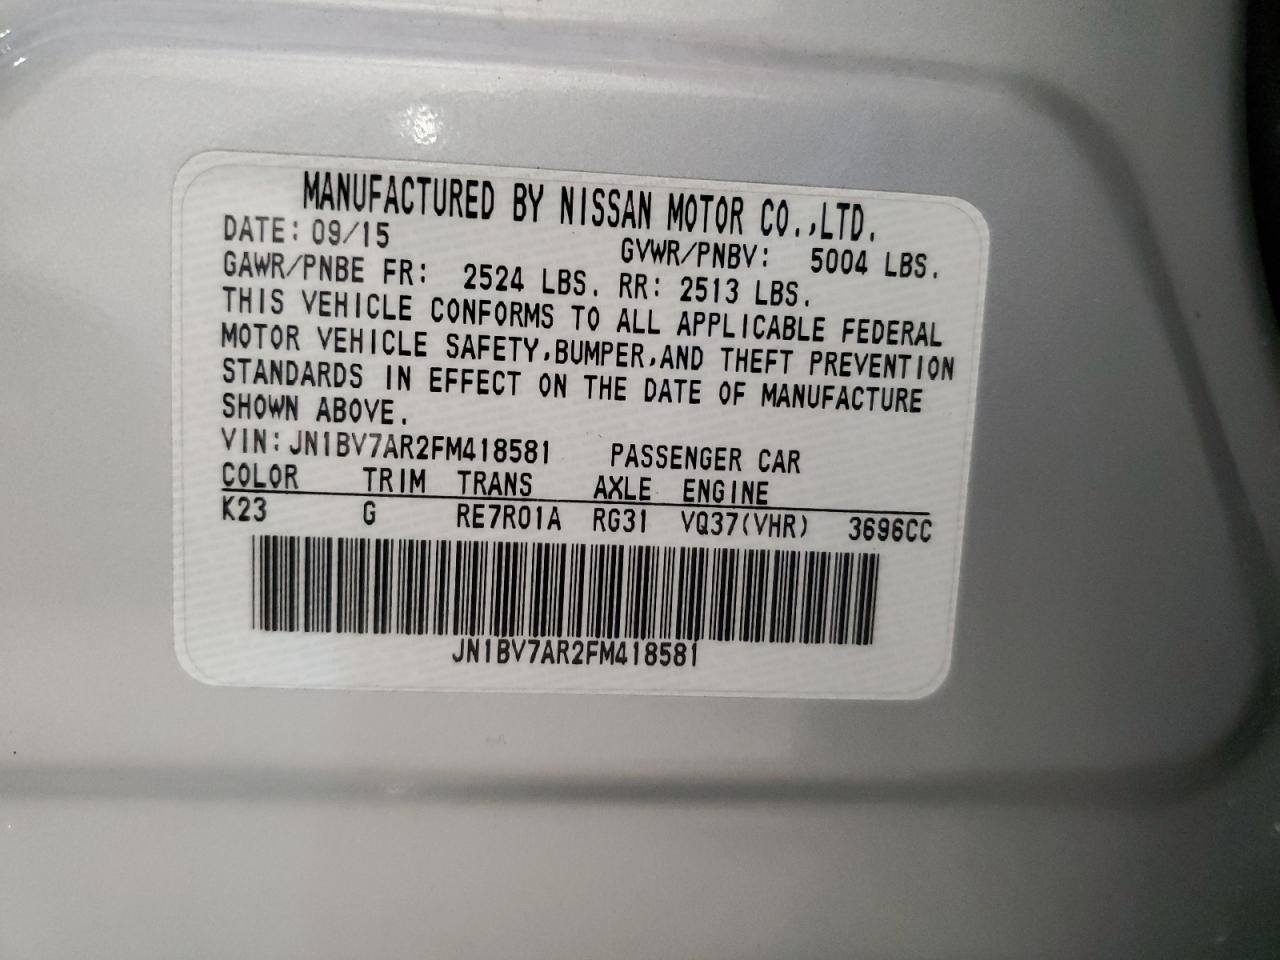 MANUFACTURED BY NISSAN MOTOR CO.,LTD.
DATE: 09/15 GVWR/PNBV: 5004 LBS.
GAWR/PNBE FR: 2524 LBS. RR: 2513 LBS.
THIS VEHICLE CONFORMS TO ALL APPLICABLE FEDERAL
MOTOR VEHICLE SAFETY,BUMPER,AND THEFT PREVENTION
STANDARDS IN EFFECT ON THE DATE OF MANUFACTURE
SHOWN ABOVE.
VIN:JN1BV7AR2FM418581 PASSENGER CAR
COLOR TRIM TRANS AXLE ENGINE
K23 G RE7R01A RG31 VQ37(VHR) 3696CC
JN1BV7AR2FM418581